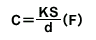 C = KS/d (F)